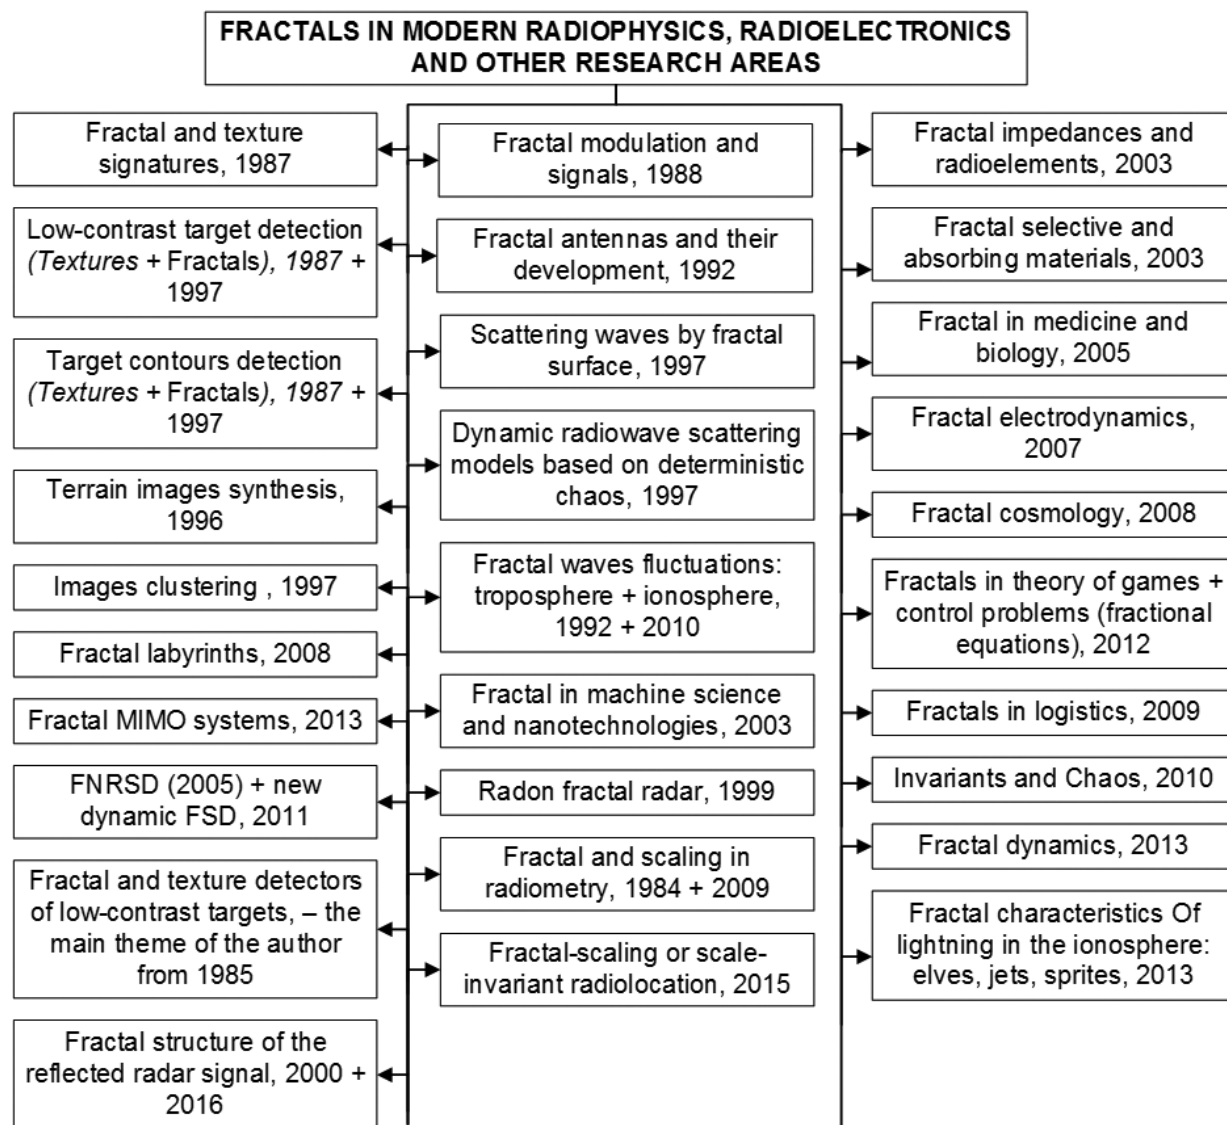 FRACTALS IN MODERN RADIOPHYSICS, RADIOELECTRONICS
AND OTHER RESEARCH AREAS
Fractal and texture
signatures, 1987
Low-contrast target detection
(Textures + Fractals), 1987 +
1997
Target contours detection
(Textures + Fractals), 1987 +
1997
Terrain images synthesis,
1996
Images clustering , 1997
Fractal labyrinths, 2008
Fractal MIMO systems, 2013
FNRSD (2005) + new
dynamic FSD, 2011
Fractal and texture detectors
of low-contrast targets, – the
main theme of the author
from 1985
Fractal structure of the
reflected radar signal, 2000 +
2016
Fractal modulation and
signals, 1988
Fractal antennas and their
development, 1992
Scattering waves by fractal
surface, 1997
Dynamic radiowave scattering
models based on deterministic
chaos, 1997
Fractal waves fluctuations:
troposphere + ionosphere,
1992 + 2010
Fractal in machine science
and nanotechnologies, 2003
Radon fractal radar, 1999
Fractal and scaling in
radiometry, 1984 + 2009
Fractal-scaling or scale-
invariant radiolocation, 2015
Fractal impedances and
radioelements, 2003
Fractal selective and
absorbing materials, 2003
Fractal in medicine and
biology, 2005
Fractal electrodynamics,
2007
Fractal cosmology, 2008
Fractals in theory of games +
control problems (fractional
equations), 2012
Fractals in logistics, 2009
Invariants and Chaos, 2010
Fractal dynamics, 2013
Fractal characteristics Of
lightning in the ionosphere:
elves, jets, sprites, 2013